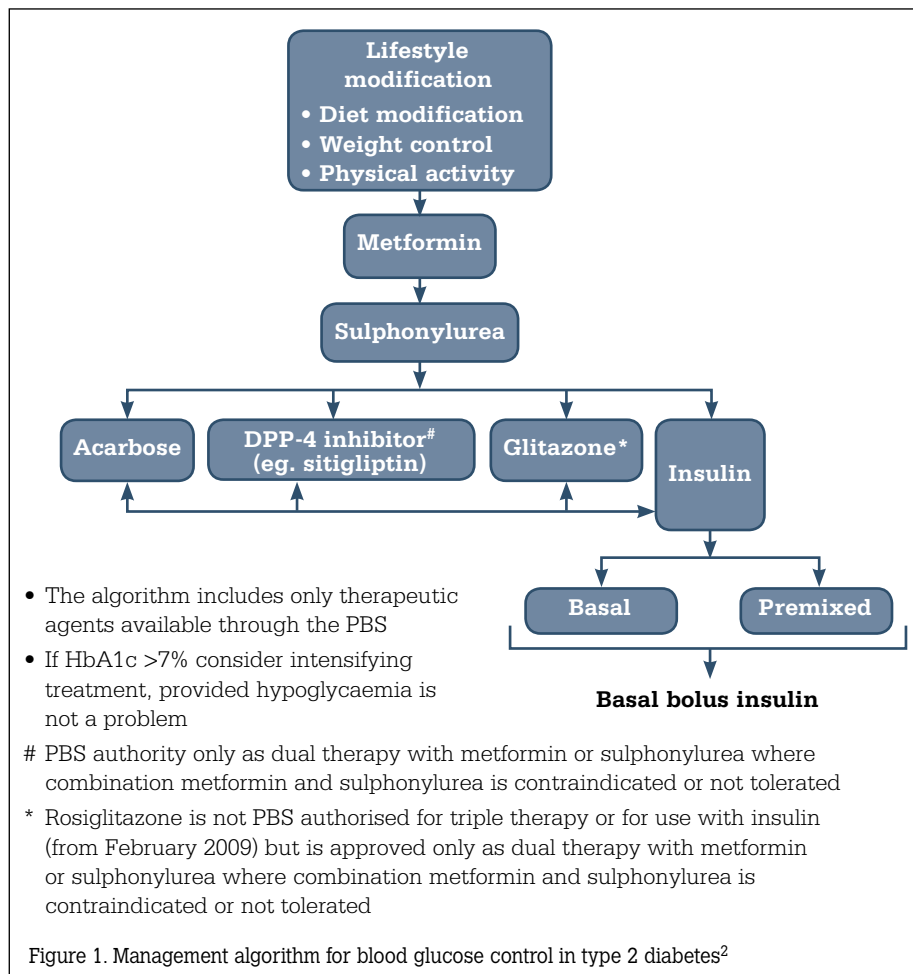 Lifestyle
modification
• Diet modification
• Weight control
• Physical activity
Metformin
Sulphonylurea
Acarbose
DPP-4 inhibitor#
(eg. sitigliptin)
Glitazone*
Insulin
Basal
Premixed
Basal bolus insulin
• The algorithm includes only therapeutic
agents available through the PBS
• If HbA1c >7% consider intensifying
treatment, provided hypoglycaemia is
not a problem
# PBS authority only as dual therapy with metformin or sulphonylurea where
combination metformin and sulphonylurea is contraindicated or not tolerated
* Rosiglitazone is not PBS authorised for triple therapy or for use with insulin
(from February 2009) but is approved only as dual therapy with metformin
or sulphonylurea where combination metformin and sulphonylurea is
contraindicated or not tolerated
Figure 1. Management algorithm for blood glucose control in type 2 diabetes2